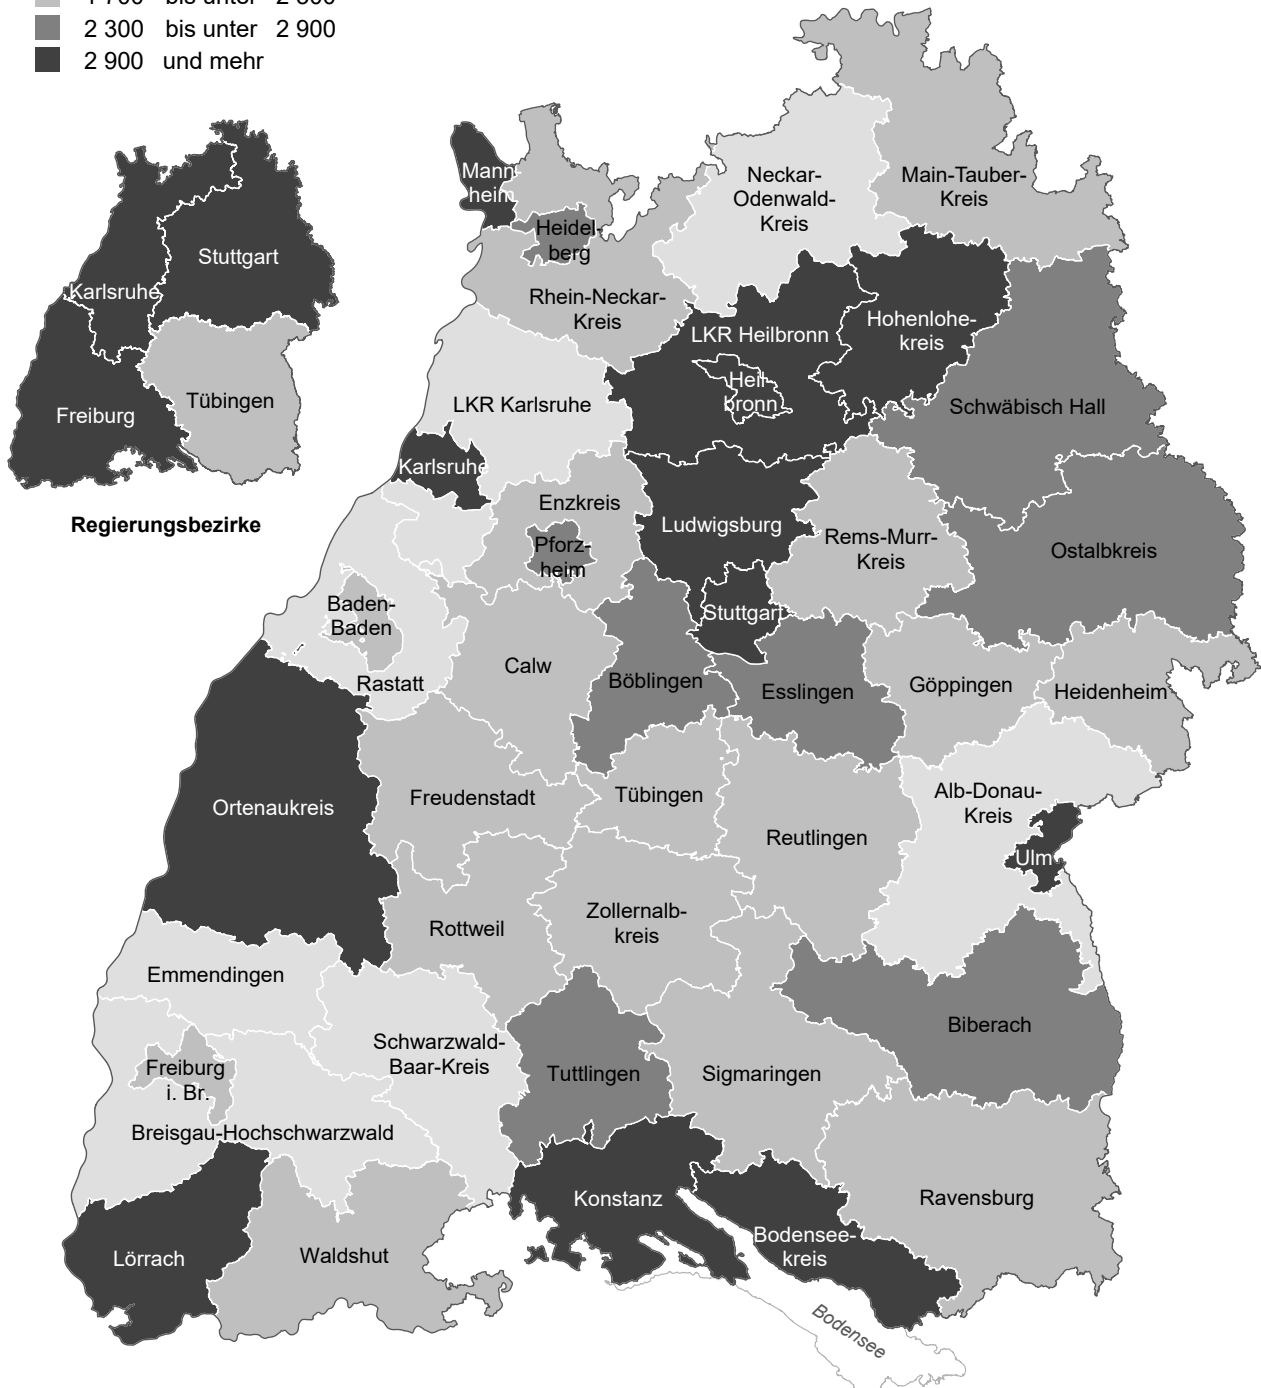 bis unter
2 300 bis unter 2 900
2 900 und mehr
Stuttgart
Karlsruhe
Tübingen
Freiburg
Regierungsbezirke
Mann-
heim
Heidel-
berg
Neckar-
Odenwald-
Kreis
Main-Tauber-
Kreis
Rhein-Neckar-
Kreis
LKR Heilbronn
Hohenlohe-
kreis
Heil-
bronn
LKR Karlsruhe
Schwäbisch Hall
Karlsruhe
Enzkreis
Ludwigsburg
Pforz-
heim
Rems-Murr-
Kreis
Ostalbkreis
Baden-
Baden
Stuttgart
Calw
Rastatt
Böblingen
Esslingen
Göppingen
Heidenheim
Ortenaukreis
Freudenstadt
Tübingen
Reutlingen
Alb-Donau-
Kreis
Ulm
Rottweil
Zollernalb-
kreis
Emmendingen
Schwarzwald-
Baar-Kreis
Freiburg
i. Br.
Tuttlingen
Sigmaringen
Biberach
Breisgau-Hochschwarzwald
Lörrach
Waldshut
Konstanz
Bodensee-
kreis
Ravensburg
Bodensee